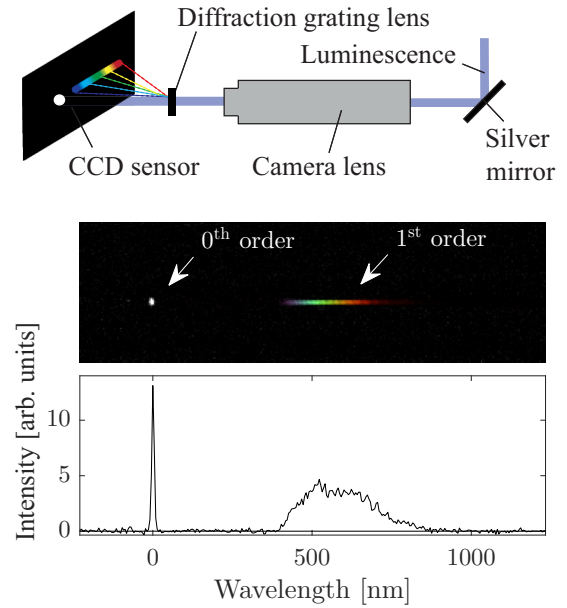 Diffraction grating lens
Luminescence
CCD sensor
Camera lens
Silver
mirror
0th order
1st order
Intensity [arb. units]
10
5
0
0
500
1000
Wavelength [nm]